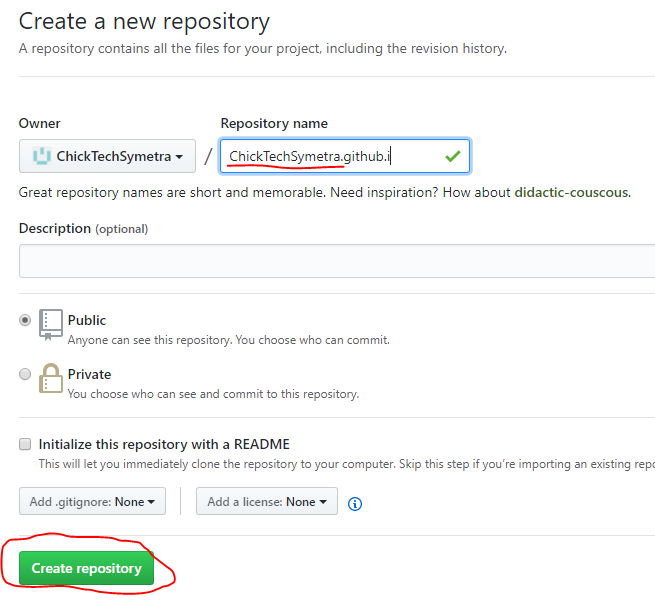 Create a new repository
A repository contains all the files for your project, including the revision history.
Owner Repository name
ChickTechSymetra / ChickTechSymetra.github.i
Great repository names are short and memorable. Need inspiration? How about didactic-couscous.
Description (optional)
Public
Anyone can see this repository. You choose who can commit.
Private
You choose who can see and commit to this repository.
Initialize this repository with a README
This will let you immediately clone the repository to your computer. Skip this step if you're importing an existing repo
Add .gitignore: None Add a license: None
Create repository